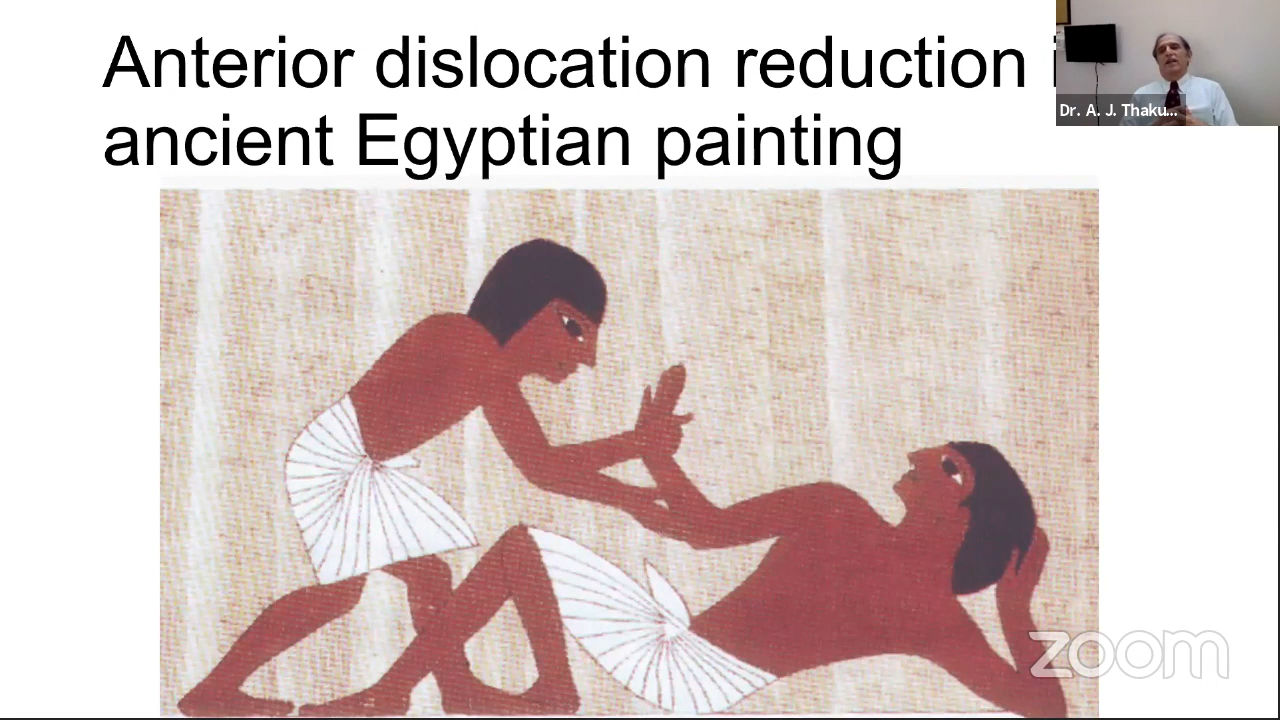 Anterior dislocation reduction
ancient Egyptian painting
Dr. A. J. Thaku...
zoom